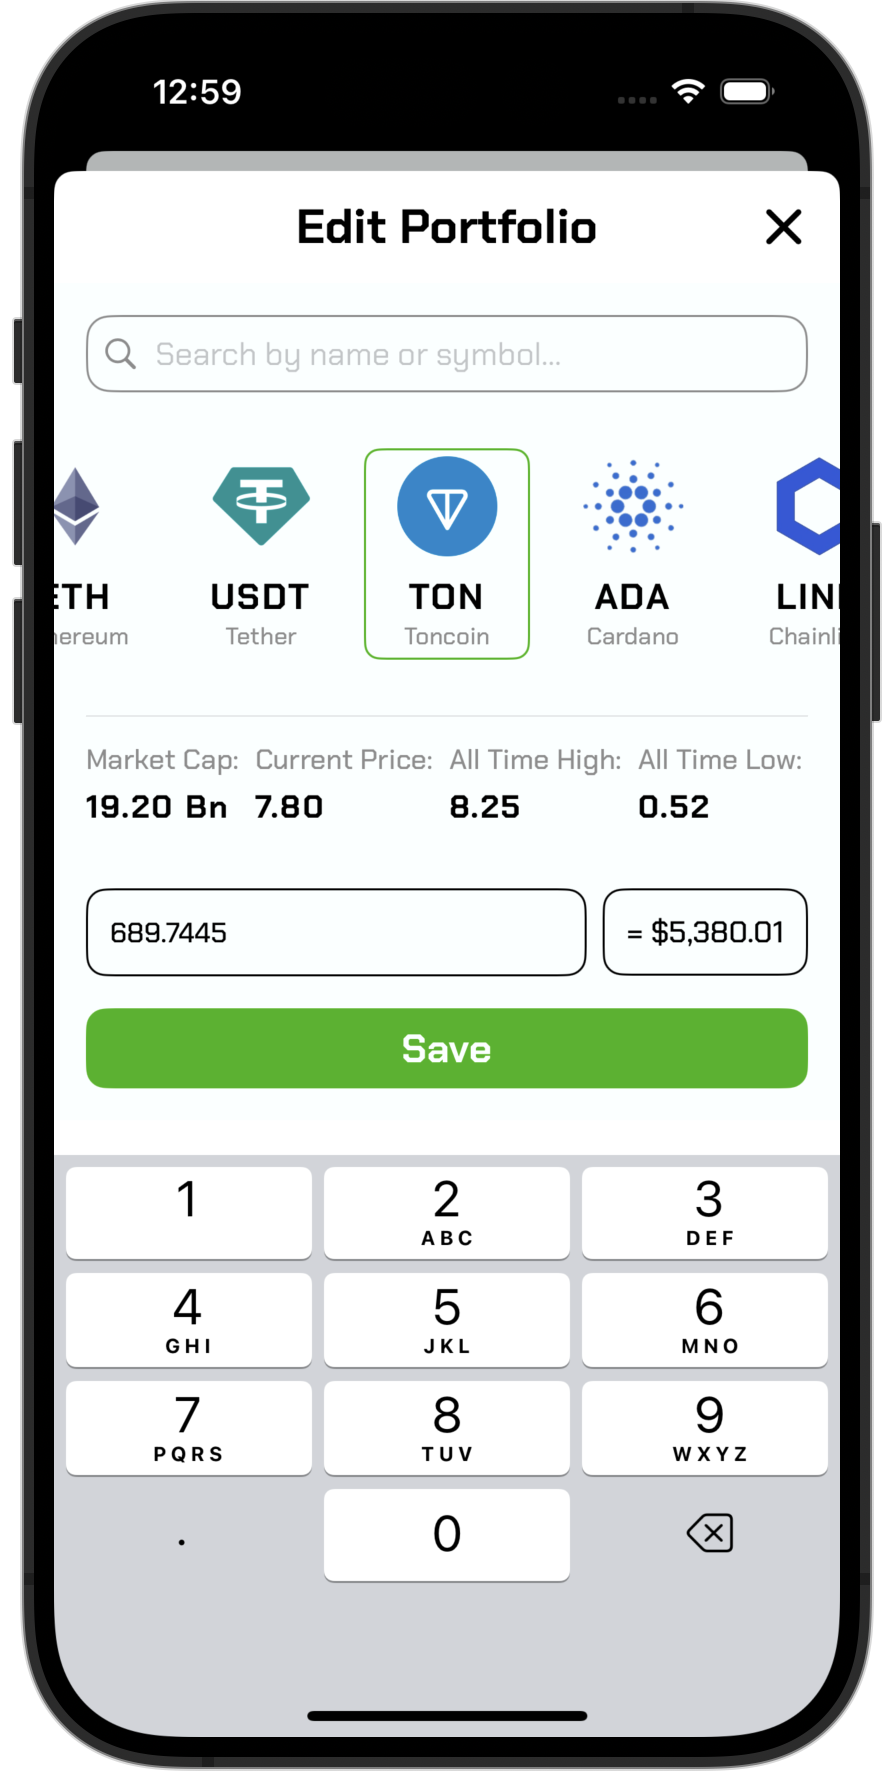 12:59
Edit Portfolio
Search by name or symbol...
ETH USDT TON ADA LIN
ereum Tether Toncoin Cardano Chainli
Market Cap: Current Price: All Time High: All Time Low:
19.20 Bn 7.80 8.25 0.52
689.7445 = $5,380.01
Save
1 2 3
ABC DEF
4 5 6
GHI JKL MNO
7 8 9
PQRS TUV WXYZ
. 0